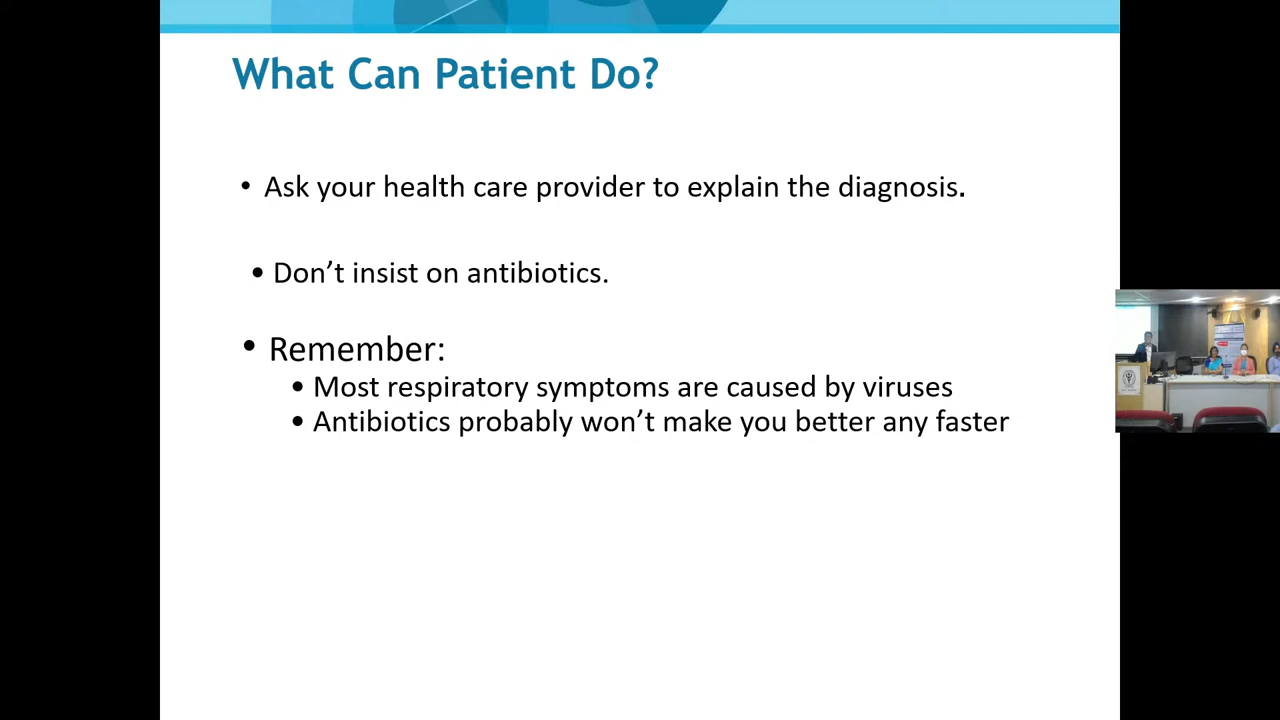 What Can Patient Do?
• Ask your health care provider to explain the diagnosis.
• Don’t insist on antibiotics.
• Remember:
• Most respiratory symptoms are caused by viruses
• Antibiotics probably won’t make you better any faster